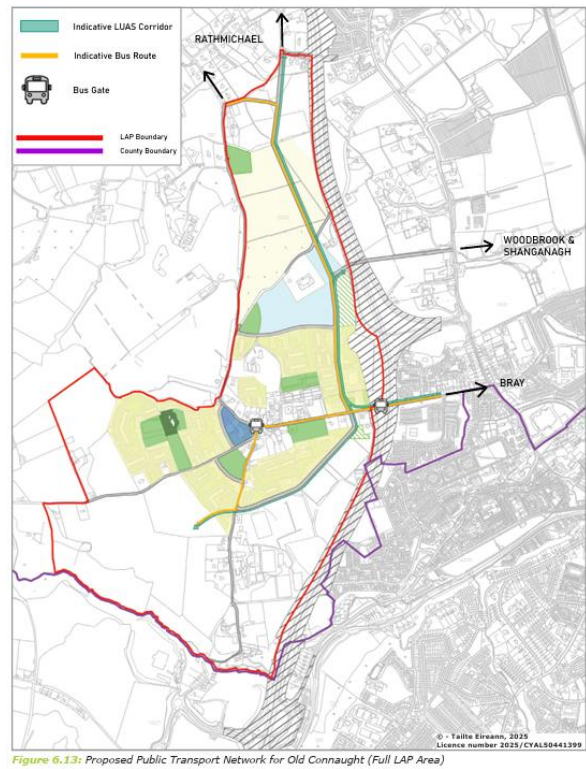 Indicative LUAS Corridor
Indicative Bus Route
Bus Gate
LAP Boundary
County Boundary
RATHMICHAEL
WOODBROOK &
SHANGANAGH
BRAY
© - Tailte Eireann, 2025
Licence number 2025/CYAL50441399
Figure 6.13: Proposed Public Transport Network for Old Connaught (Full LAP Area)